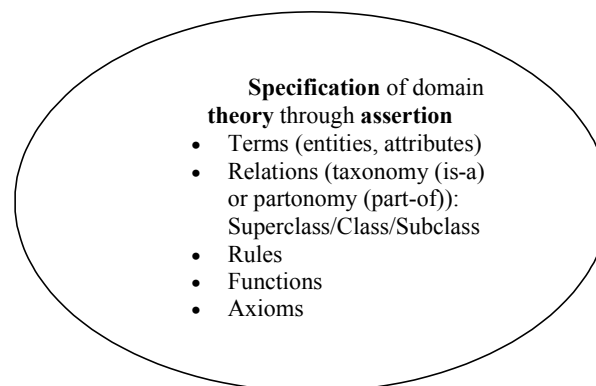 Specification of domain
theory through assertion
• Terms (entities, attributes)
• Relations (taxonomy (is-a)
or partonomy (part-of)):
Superclass/Class/Subclass
• Rules
• Functions
• Axioms